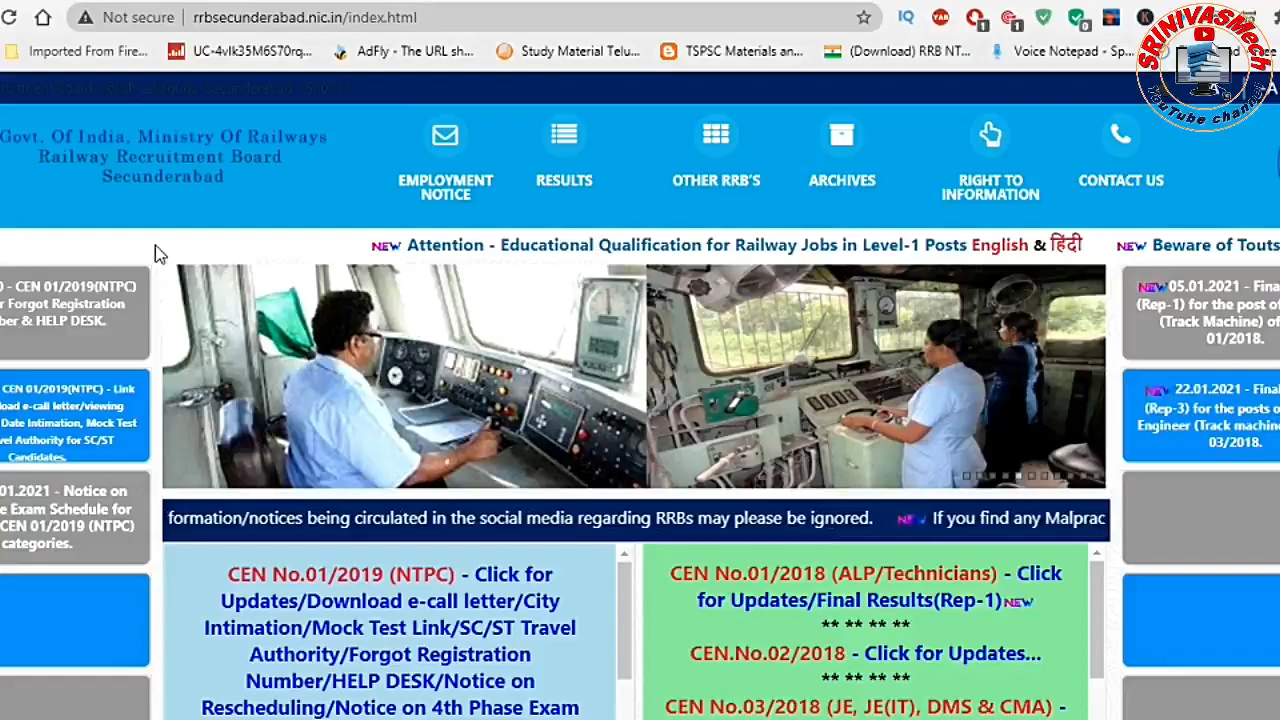 Not secure
rrbsecunderabad.nic.in/index.html
IQ
YAB
1
1
0
K
Imported From Fire...
UC-4vlk35M6S70rq...
AdFly - The URL sh...
Study Material Telu...
TSPSC Materials an...
(Download) RRB NT...
Voice Notepad - Sp...
SRINIVASMech
YouTube channel
Govt. Of India, Ministry Of Railways
Railway Recruitment Board
Secunderabad
EMPLOYMENT
NOTICE
RESULTS
OTHER RRB'S
ARCHIVES
RIGHT TO
INFORMATION
CONTACT US
NEW Attention - Educational Qualification for Railway Jobs in Level-1 Posts English & हिंदी
NEW Beware of Touts
- CEN 01/2019(NTPC)
r Forgot Registration
ber & HELP DESK.
CEN 01/2019(NTPC) - Link
load e-call letter/viewing
Date Intimation, Mock Test
vel Authority for SC/ST
Candidates.
01.2021 - Notice on
e Exam Schedule for
CEN 01/2019 (NTPC)
categories.
NEW 05.01.2021 - Fina
(Rep-1) for the post of
(Track Machine) of
01/2018.
NEW 22.01.2021 - Final
(Rep-3) for the posts o
Engineer (Track machin
03/2018.
formation/notices being circulated in the social media regarding RRBs may please be ignored.
NEW If you find any Malprac
CEN No.01/2019 (NTPC) - Click for
Updates/Download e-call letter/City
Intimation/Mock Test Link/SC/ST Travel
Authority/Forgot Registration
Number/HELP DESK/Notice on
Rescheduling/Notice on 4th Phase Exam
CEN No.01/2018 (ALP/Technicians) - Click
for Updates/Final Results(Rep-1) NEW
** ** ** **
CEN.No.02/2018 - Click for Updates...
** ** ** **
CEN No.03/2018 (JE, JE(IT), DMS & CMA) -